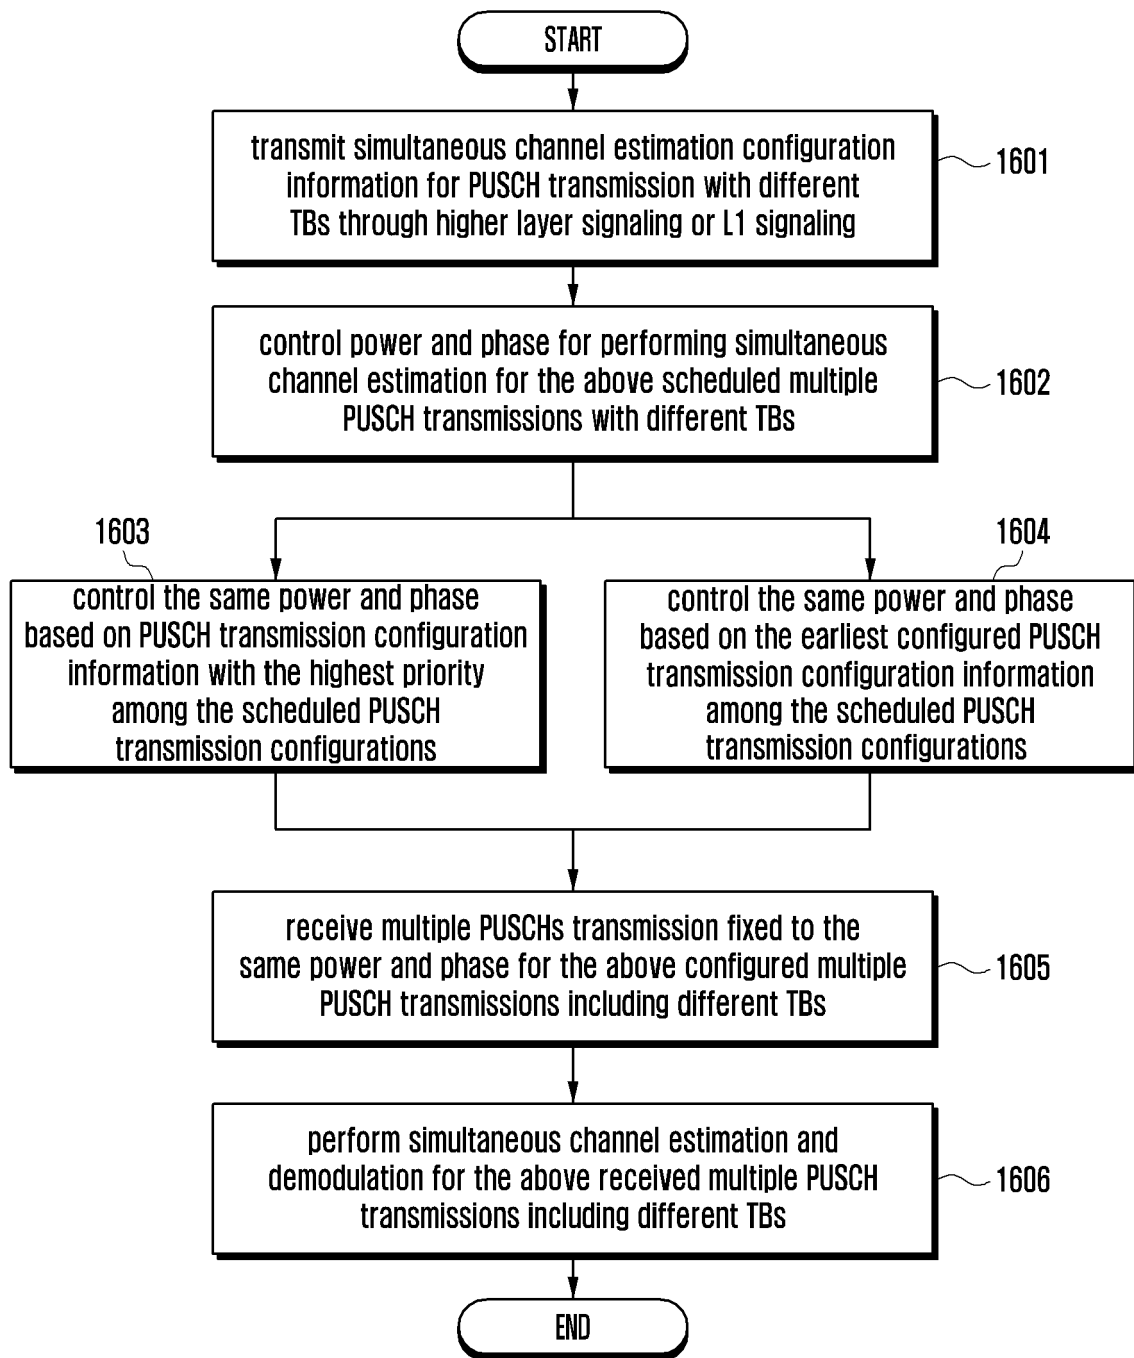 START
transmit simultaneous channel estimation configuration
information for PUSCH transmission with different
TBs through higher layer signaling or L1 signaling
1601
control power and phase for performing simultaneous
channel estimation for the above scheduled multiple
PUSCH transmissions with different TBs
1602
1603
control the same power and phase
based on PUSCH transmission configuration
information with the highest priority
among the scheduled PUSCH
transmission configurations
1604
control the same power and phase
based on the earliest configured PUSCH
transmission configuration information
among the scheduled PUSCH
transmission configurations
receive multiple PUSCHs transmission fixed to the
same power and phase for the above configured multiple
PUSCH transmissions including different TBs
1605
perform simultaneous channel estimation and
demodulation for the above received multiple PUSCH
transmissions including different TBs
1606
END